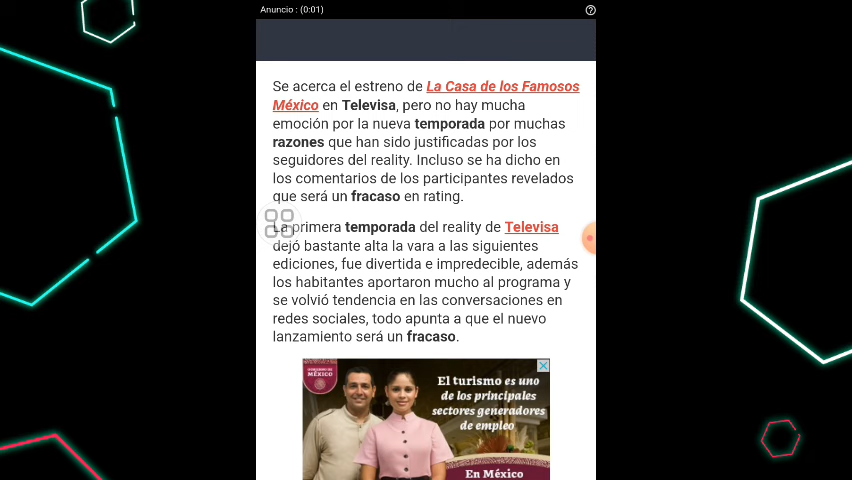 Anuncio : (0:01)
Se acerca el estreno de La Casa de los Famosos
México en Televisa, pero no hay mucha
emoción por la nueva temporada por muchas
razones que han sido justificadas por los
seguidores del reality. Incluso se ha dicho en
los comentarios de los participantes revelados
que será un fracaso en rating.
La primera temporada del reality de Televisa
dejó bastante alta la vara a las siguientes
ediciones, fue divertida e impredecible, además
los habitantes aportaron mucho al programa y
se volvió tendencia en las conversaciones en
redes sociales, todo apunta a que el nuevo
lanzamiento será un fracaso.
GOBIERNO DE
MÉXICO
El turismo es uno
de los principales
sectores generadores
de empleo
En México